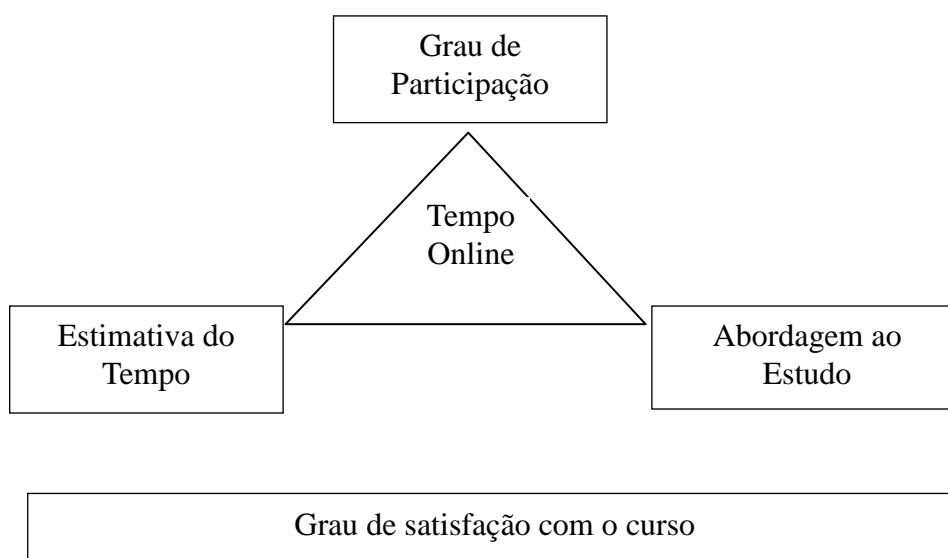 Grau de
Participação
Tempo
Online
Estimativa do
Tempo
Abordagem ao
Estudo
Grau de satisfação com o curso